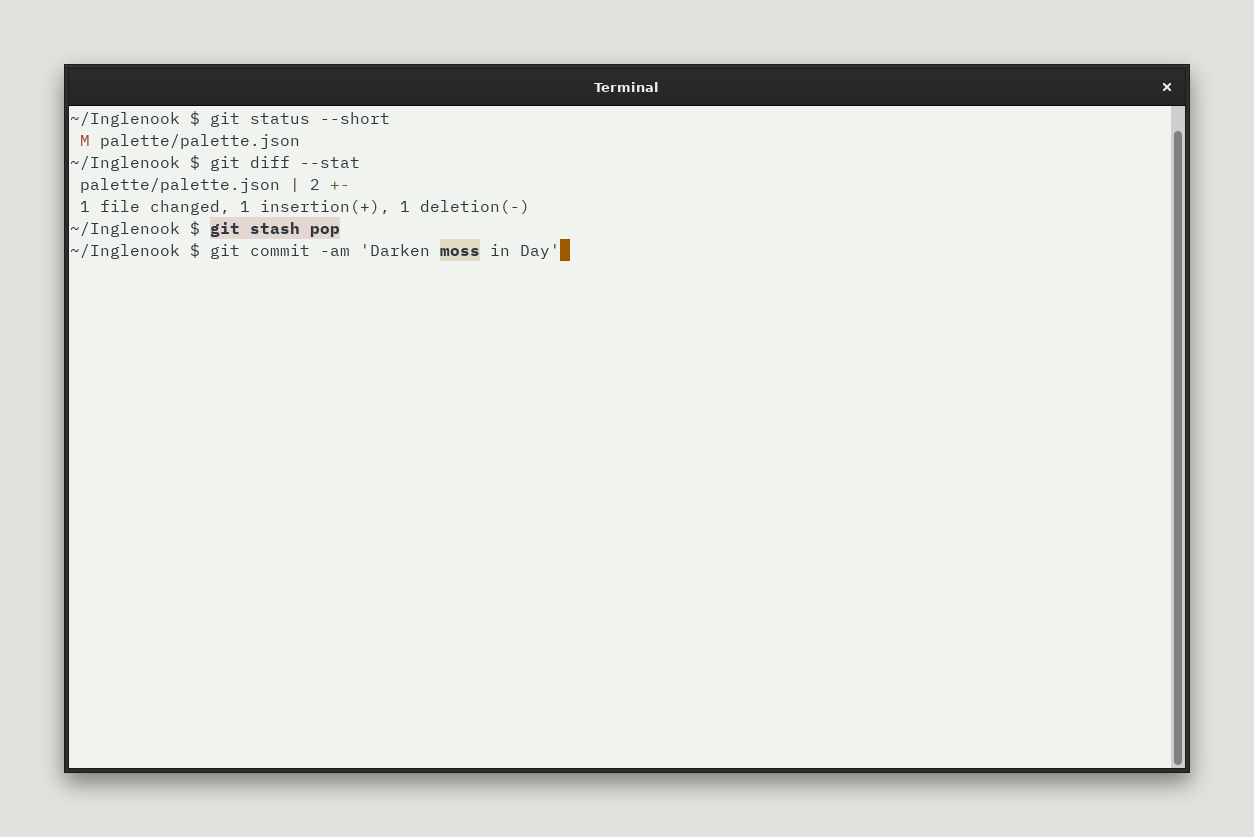 Terminal
~/Inglenook $ git status --short
 M palette/palette.json
~/Inglenook $ git diff --stat
 palette/palette.json | 2 +-
 1 file changed, 1 insertion(+), 1 deletion(-)
~/Inglenook $ git stash pop
~/Inglenook $ git commit -am 'Darken moss in Day'